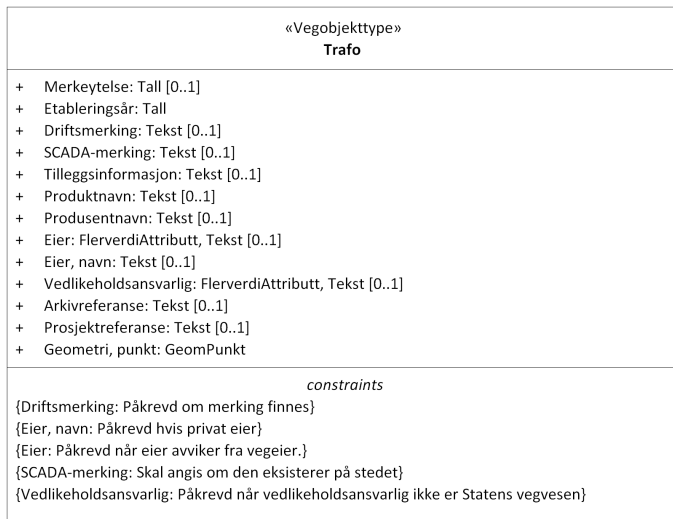 «Vegobjekttype»
Trafo
+ Merkeytelse: Tall [0..1]
+ Etableringsår: Tall
+ Driftsmerking: Tekst [0..1]
+ SCADA-merking: Tekst [0..1]
+ Tilleggsinformasjon: Tekst [0..1]
+ Produktnavn: Tekst [0..1]
+ Produsentnavn: Tekst [0..1]
+ Eier: FlerverdiAttributt, Tekst [0..1]
+ Eier, navn: Tekst [0..1]
+ Vedlikeholdsansvarlig: FlerverdiAttributt, Tekst [0..1]
+ Arkivreferanse: Tekst [0..1]
+ Prosjektreferanse: Tekst [0..1]
+ Geometri, punkt: GeomPunkt
constraints
{Driftsmerking: Påkrevd om merking finnes}
{Eier, navn: Påkrevd hvis privat eier}
{Eier: Påkrevd når eier avviker fra vegeier.}
{SCADA-merking: Skal angis om den eksisterer på stedet}
{Vedlikeholdsansvarlig: Påkrevd når vedlikeholdsansvarlig ikke er Statens vegvesen}